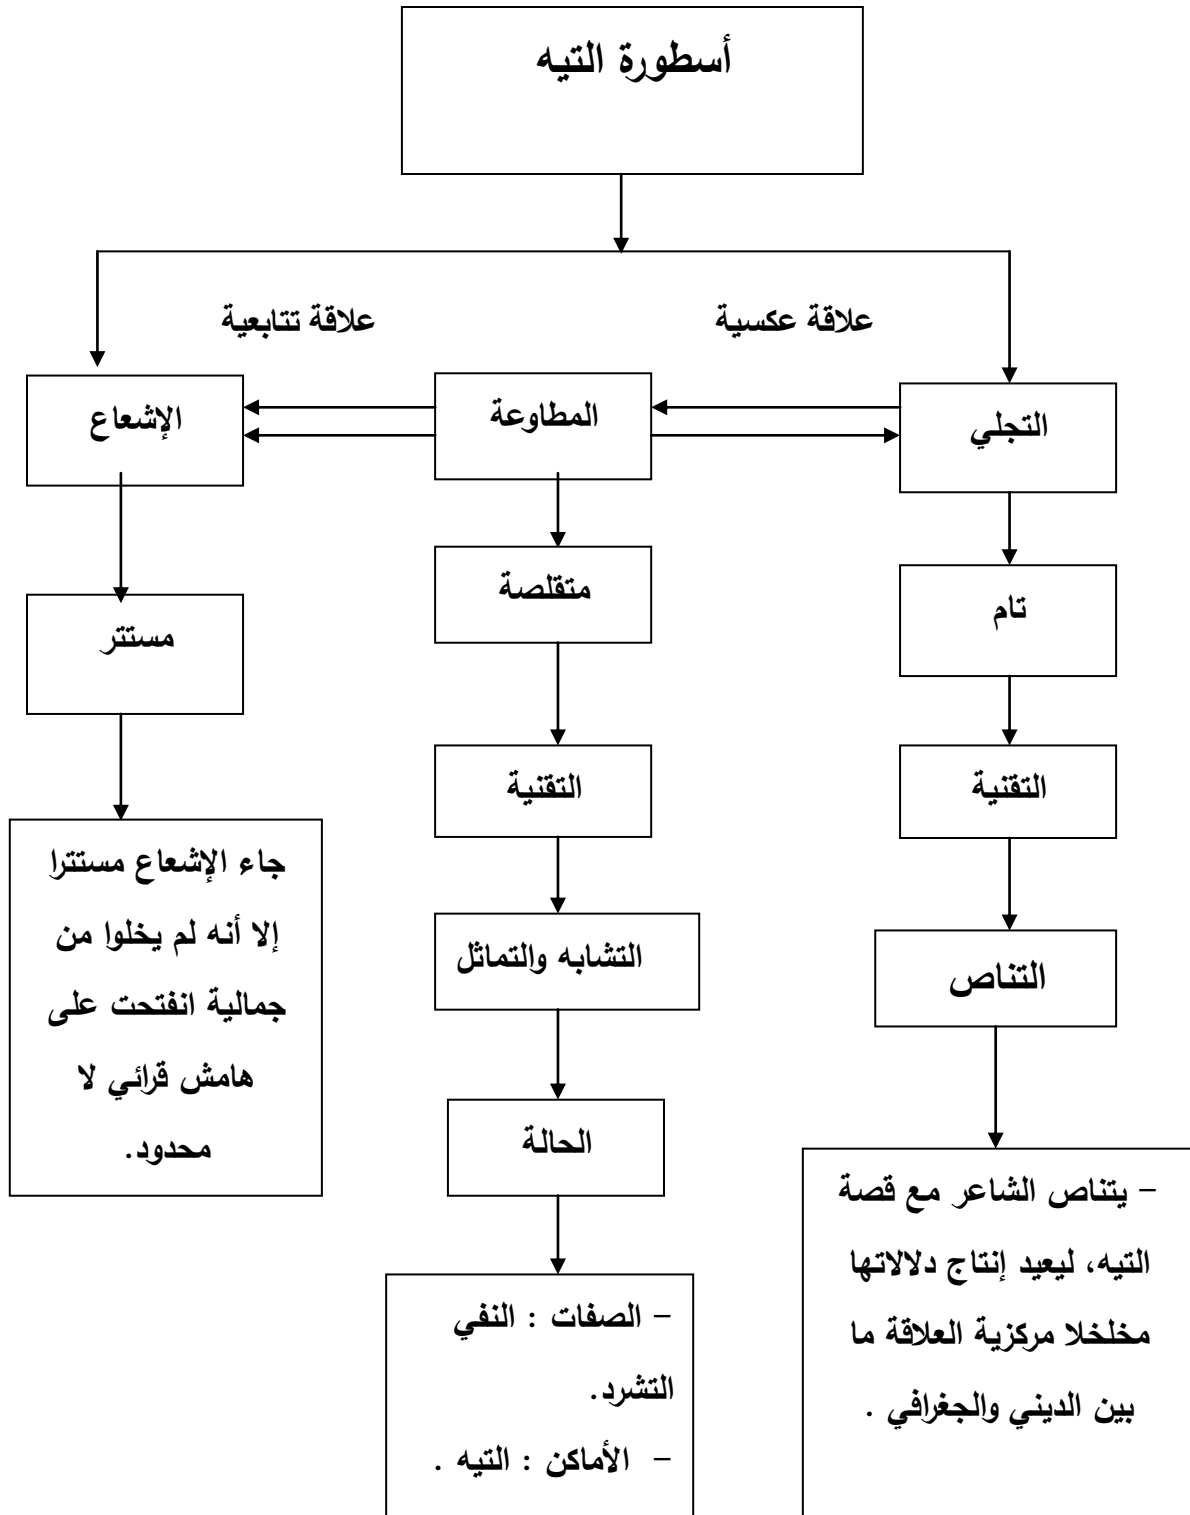 أسطورة التيه
علاقة عكسية
علاقة تتابعية
التجلي
المطاوعة
الإشعاع
تام
متقلصة
مستتر
التقنية
التقنية
جاء الإشعاع مستترا
إلا أنه لم يخلوا من
جمالية انفتحت على
هامش قرائي لا
محدود.
التناص
التشابه والتماثل
الحالة
– يتناص الشاعر مع قصة
التيه، ليعيد إنتاج دلالاتها
مخلخلا مركزية العلاقة ما
بين الديني والجغرافي .
– الصفات : النفي
التشرد.
– الأماكن : التيه .